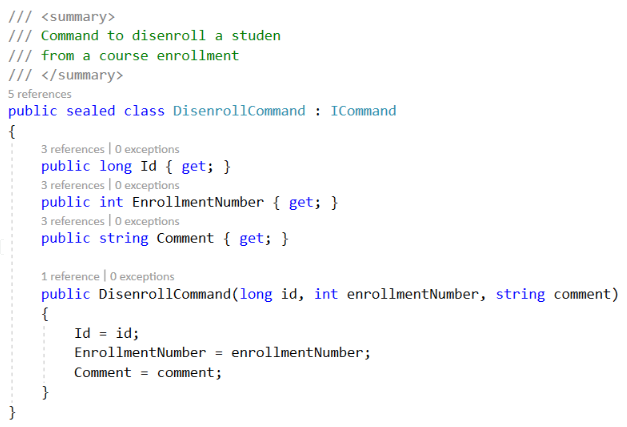 /// <summary>
/// Command to disenroll a studen
/// from a course enrollment
/// </summary>
5 references
public sealed class DisenrollCommand : ICommand
{
3 references | 0 exceptions
public long Id { get; }
3 references | 0 exceptions
public int EnrollmentNumber { get; }
3 references | 0 exceptions
public string Comment { get; }
1 reference | 0 exceptions
public DisenrollCommand(long id, int enrollmentNumber, string comment)
{
Id = id;
EnrollmentNumber = enrollmentNumber;
Comment = comment;
}
}